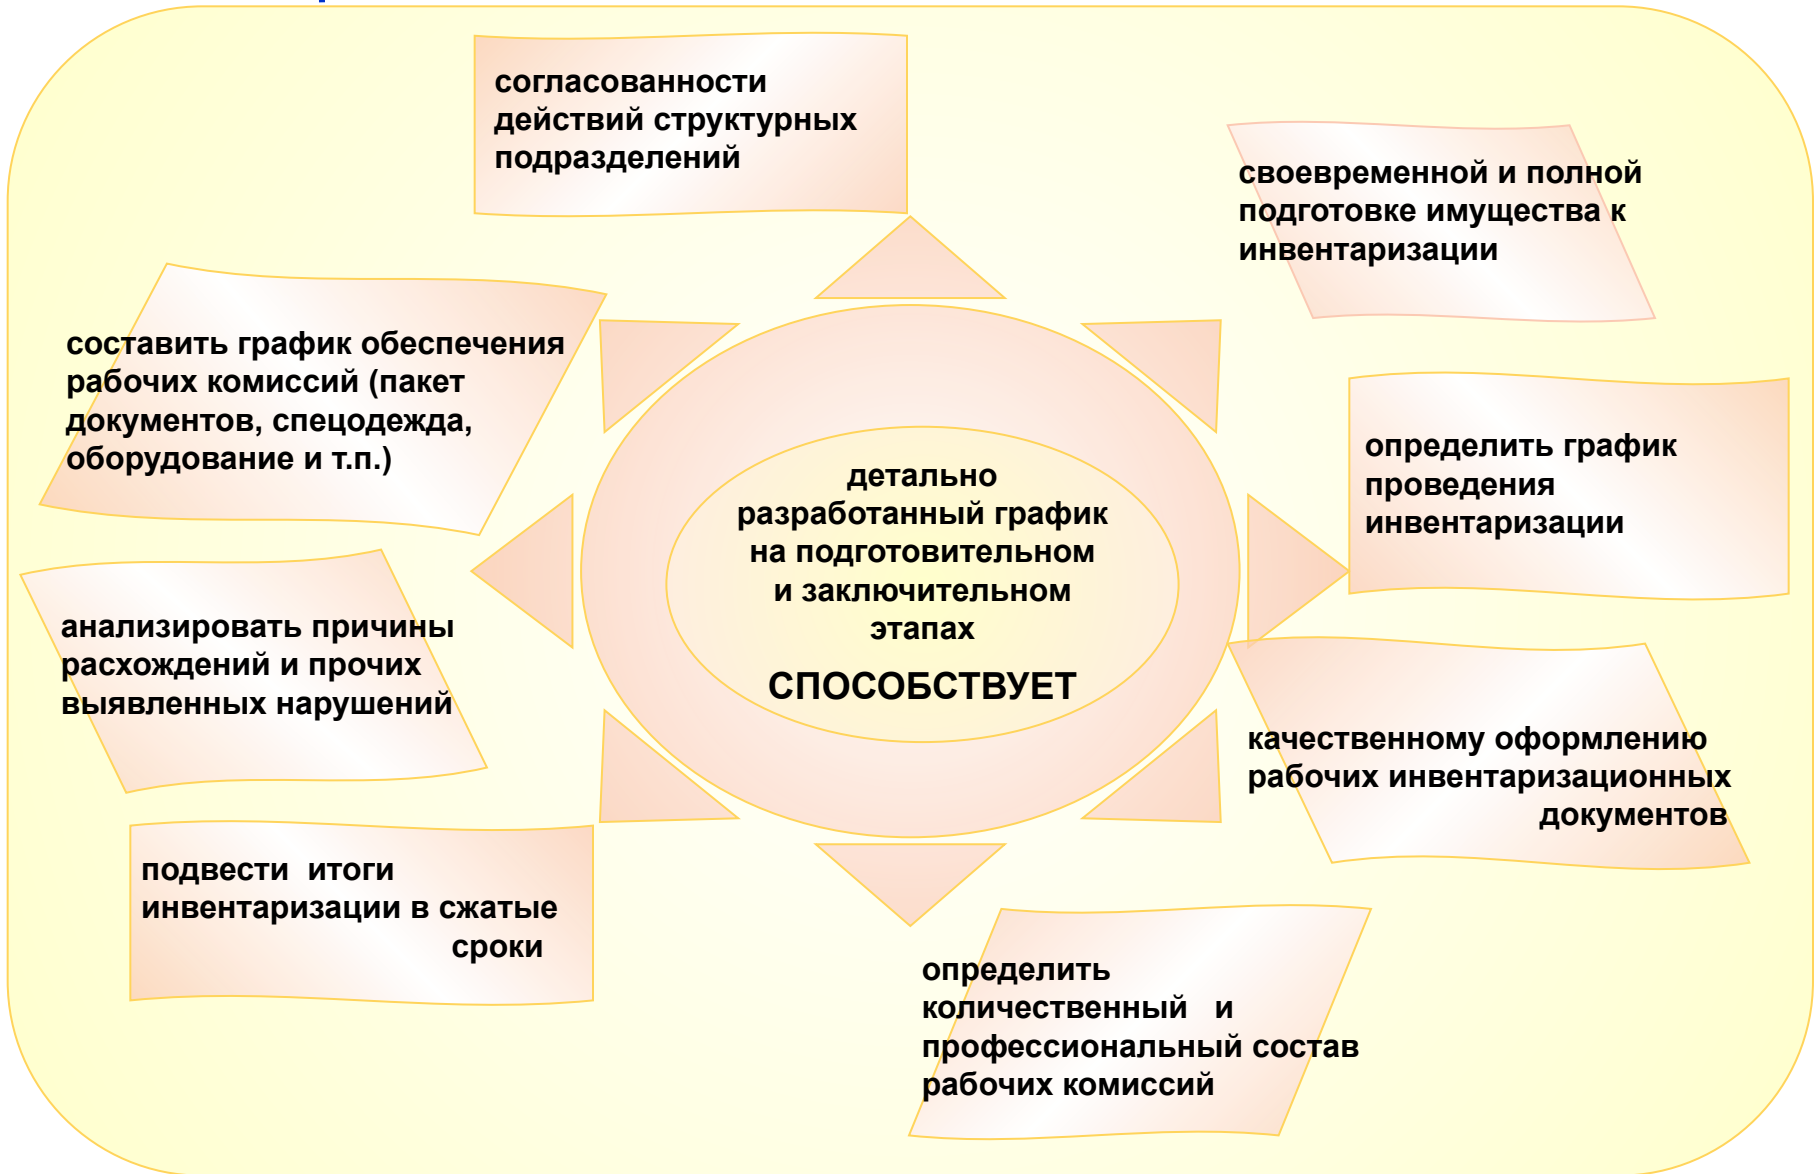 согласованности
действий структурных
подразделений
своевременной и полной
подготовке имущества к
инвентаризации
составить график обеспечения
рабочих комиссий (пакет
документов, спецодежда,
оборудование и т.п.)
определить график
проведения
инвентаризации
детально
разработанный график
на подготовительном
и заключительном
этапах
СПОСОБСТВУЕТ
анализировать причины
расхождений и прочих
выявленных нарушений
качественному оформлению
рабочих инвентаризационных
документов
подвести итоги
инвентаризации в сжатые
сроки
определить
количественный и
профессиональный состав
рабочих комиссий